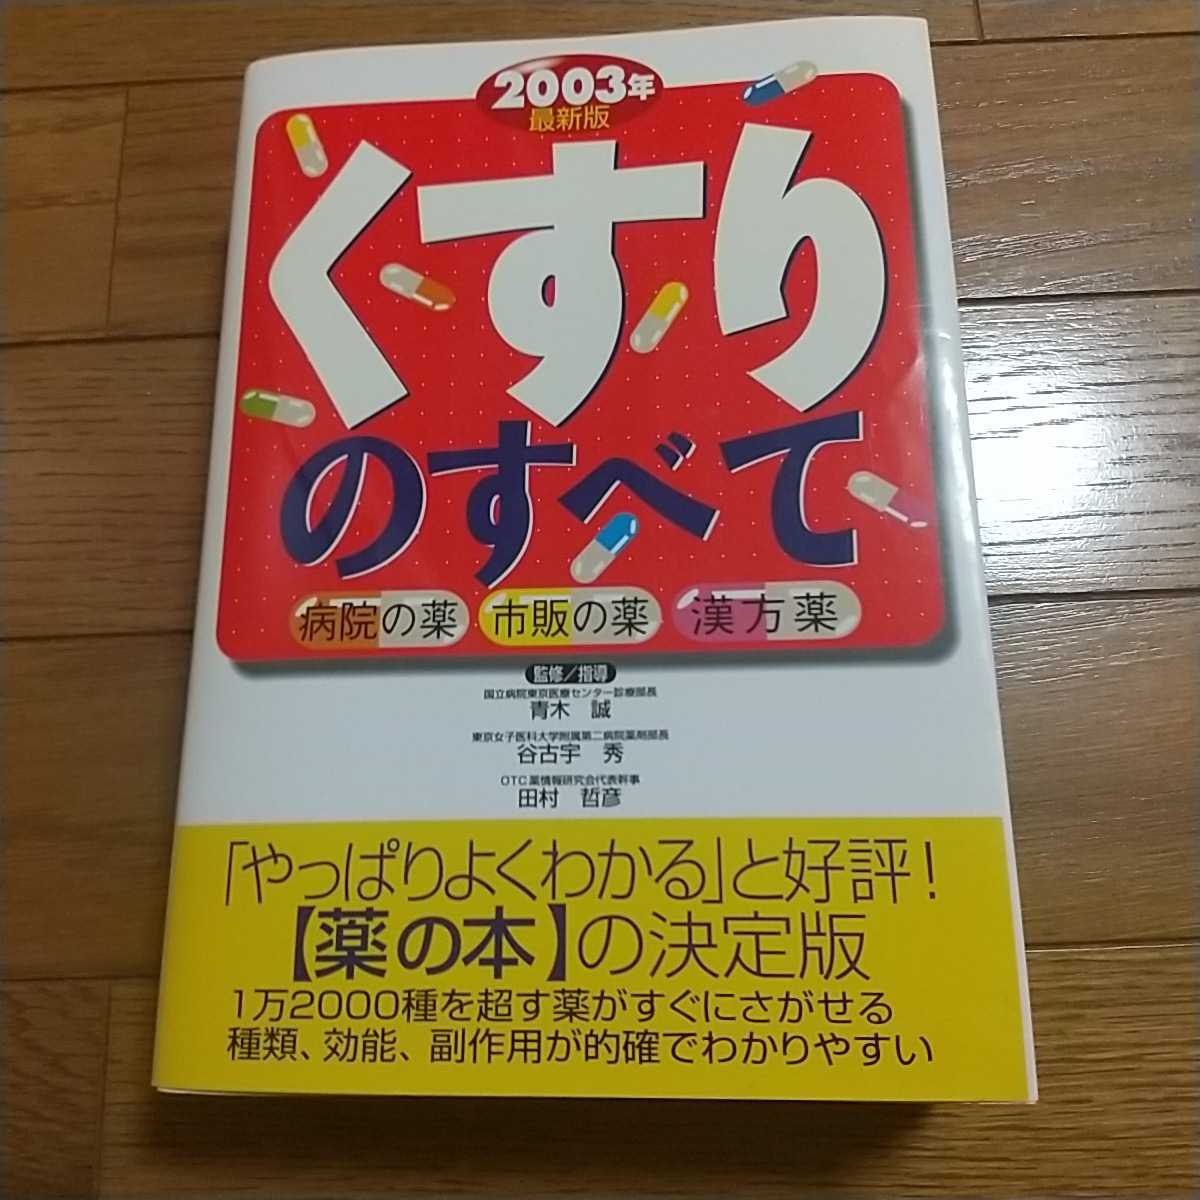 2003年
最新版
くすり
のすべて
病院の薬 市販の薬 漢方薬
監修/指導
国立病院東京医療センター診療部長
青木 誠
東京女子医科大学附属第二病院薬剤部長
谷古宇 秀
OTC薬情報研究会代表幹事
田村 哲彦
「やっぱりよくわかる」と好評!
【薬の本】の決定版
1万2000種を超す薬がすぐにさがせる
種類、効能、副作用が的確でわかりやすい